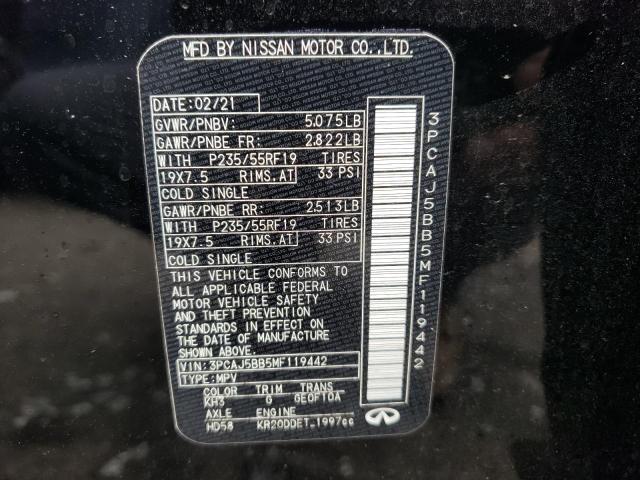 MFD BY NISSAN MOTOR CO.,LTD.
DATE:02/21
GVWR/PNBV: 5.075LB
GAWR/PNBE FR: 2.822LB
WITH P235/55RF19 TIRES
19X7.5 RIMS.AT 33 PSI
COLD SINGLE
GAWR/PNBE RR: 2.513LB
WITH P235/55RF19 TIRES
19X7.5 RIMS.AT 33 PSI
COLD SINGLE
THIS VEHICLE CONFORMS TO
ALL APPLICABLE FEDERAL
MOTOR VEHICLE SAFETY
AND THEFT PREVENTION
STANDARDS IN EFFECT ON
THE DATE OF MANUFACTURE
SHOWN ABOVE.
VIN:3PCAJ5BB5MF119442
TYPE:MPV
COLOR TRIM TRANS
KH3 G GE0F10A
AXLE ENGINE
HD58 KR20DDET 1997cc
3PCAJ5BB5MF119442